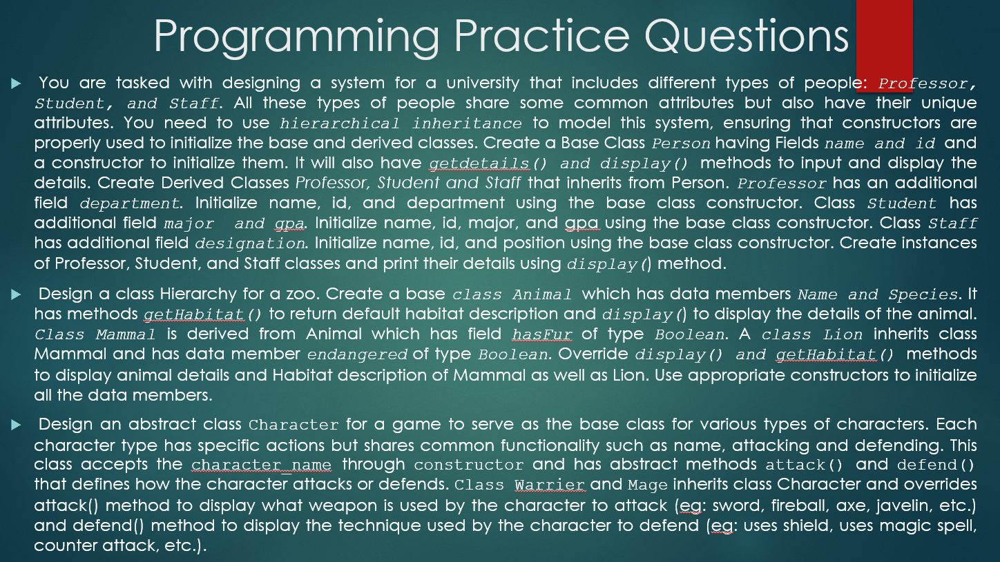 Programming Practice Questions
You are tasked with designing a system for a university that includes different types of people: Professor,
Student, and Staff. All these types of people share some common attributes but also have their unique
attributes. You need to use hierarchical inheritance to model this system, ensuring that constructors are
properly used to initialize the base and derived classes. Create a Base Class Person having Fields name and id and
a constructor to initialize them. It will also have getdetails() and display() methods to input and display the
details. Create Derived Classes Professor, Student and Staff that inherits from Person. Professor has an additional
field department. Initialize name, id, and department using the base class constructor. Class Student has
additional field major and gpa. Initialize name, id, major, and gpa using the base class constructor. Class Staff
has additional field designation. Initialize name, id, and position using the base class constructor. Create instances
of Professor, Student, and Staff classes and print their details using display() method.
Design a class Hierarchy for a zoo. Create a base class Animal which has data members Name and Species. It
has methods getHabitat() to return default habitat description and display() to display the details of the animal.
Class Mammal is derived from Animal which has field hasFur of type Boolean. A class Lion inherits class
Mammal and has data member endangered of type Boolean. Override display() and getHabitat() methods
to display animal details and Habitat description of Mammal as well as Lion. Use appropriate constructors to initialize
all the data members.
Design an abstract class Character for a game to serve as the base class for various types of characters. Each
character type has specific actions but shares common functionality such as name, attacking and defending. This
class accepts the character_name through constructor and has abstract methods attack() and defend()
that defines how the character attacks or defends. Class Warrier and Mage inherits class Character and overrides
attack() method to display what weapon is used by the character to attack (eg: sword, fireball, axe, javelin, etc.)
and defend() method to display the technique used by the character to defend (eg: uses shield, uses magic spell,
counter attack, etc.).